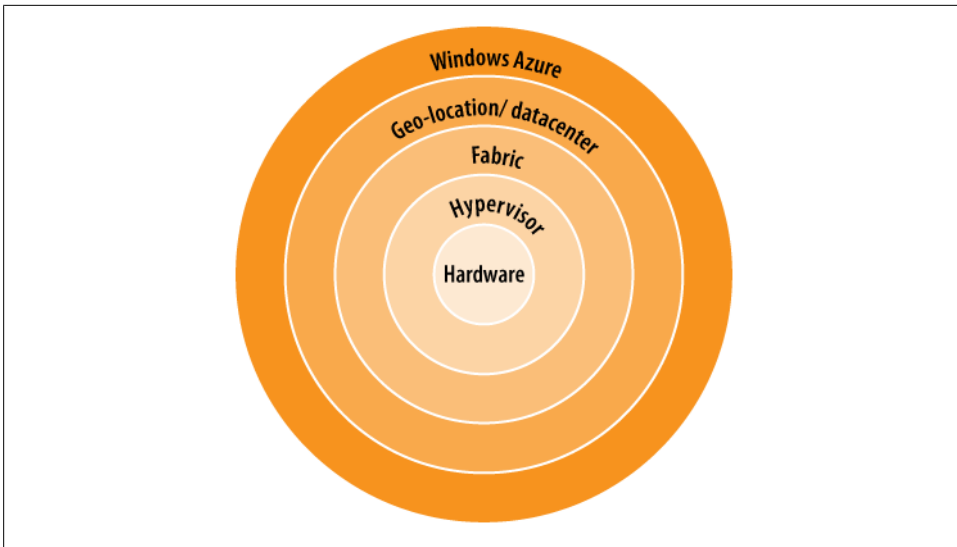 Windows Azure
Geo-location/ datacenter
Fabric
Hypervisor
Hardware